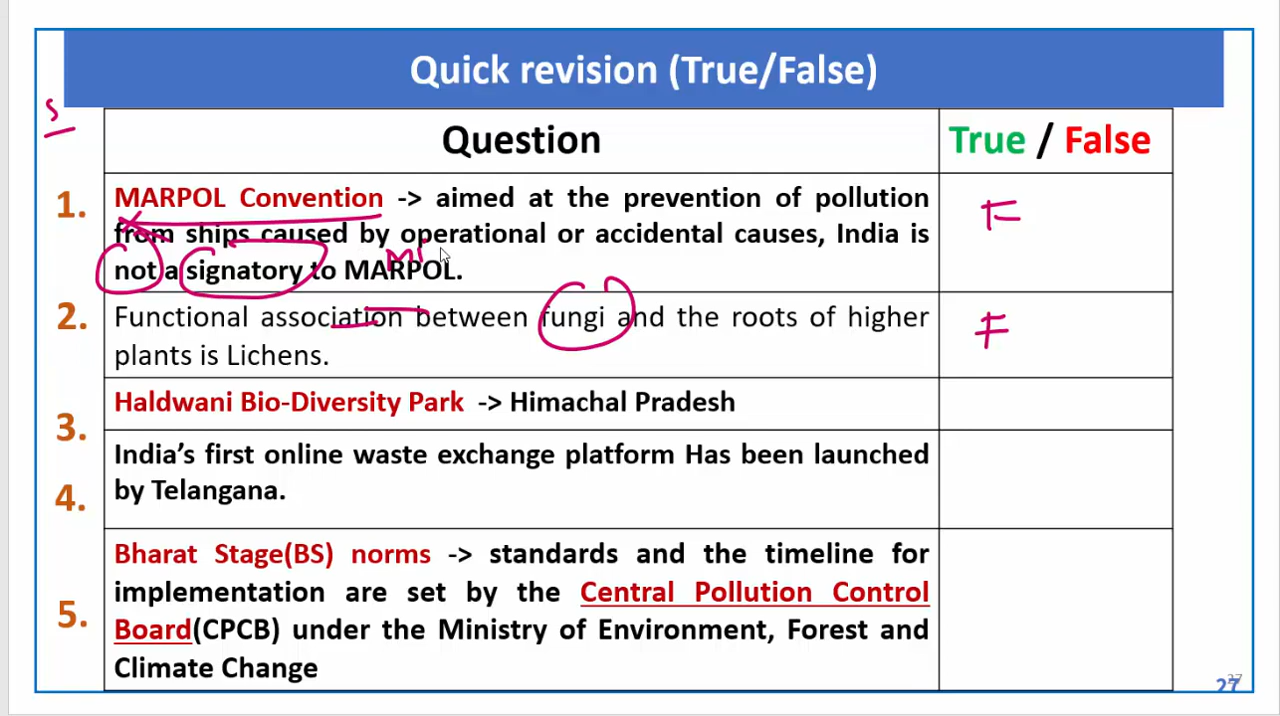 Quick revision (True/False)
S
Question True / False
1. MARPOL Convention -> aimed at the prevention of pollution
from ships caused by operational or accidental causes, India is
not a signatory to MARPOL.
F
2. Functional association between fungi and the roots of higher
plants is Lichens.
F
3. Haldwani Bio-Diversity Park -> Himachal Pradesh
4. India’s first online waste exchange platform Has been launched
by Telangana.
5. Bharat Stage(BS) norms -> standards and the timeline for
implementation are set by the Central Pollution Control
Board(CPCB) under the Ministry of Environment, Forest and
Climate Change
27
27